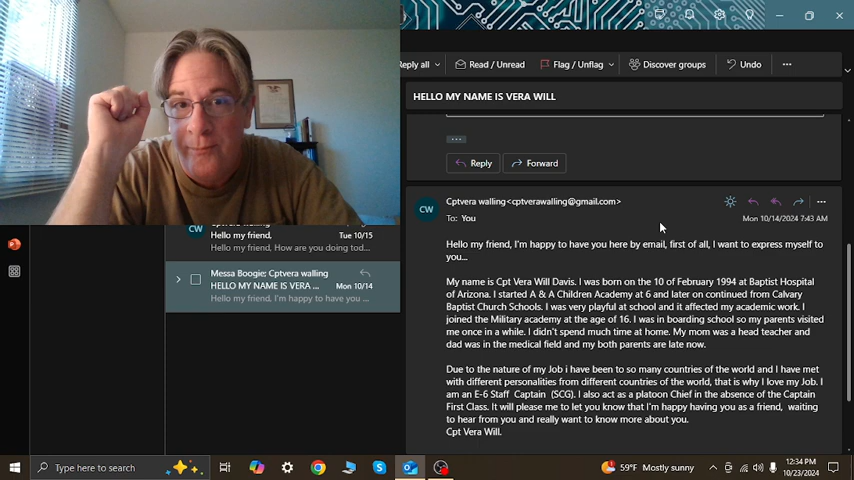 Reply all
Read / Unread
Flag / Unflag
Discover groups
Undo
HELLO MY NAME IS VERA WILL
Reply
Forward
CW
Cptvera walling<cptverawalling@gmail.com>
To: You
Mon 10/14/2024 7:43 AM
Hello my friend, I'm happy to have you here by email, first of all, I want to express myself to
you...
My name is Cpt Vera Will Davis. I was born on the 10 of February 1994 at Baptist Hospital
of Arizona. I started A & A Children Academy at 6 and later on continued from Calvary
Baptist Church Schools. I was very playful at school and it affected my academic work. I
joined the Military academy at the age of 16. I was in boarding school so my parents visited
me once in a while. I didn't spend much time at home. My mom was a head teacher and
dad was in the medical field and my both parents are late now.
Due to the nature of my Job i have been to so many countries of the world and I have met
with different personalities from different countries of the world, that is why I love my Job. I
am an E-6 Staff Captain (SCG). I also act as a platoon Chief in the absence of the Captain
First Class. It will please me to let you know that I'm happy having you as a friend, waiting
to hear from you and really want to know more about you.
Cpt Vera Will.
CW
Hello my friend,
Tue 10/15
Hello my friend, How are you doing tod...
Messa Boogie; Cptvera walling
HELLO MY NAME IS VERA ...
Mon 10/14
Hello my friend, I'm happy to have you ...
Type here to search
59°F Mostly sunny
12:34 PM
10/23/2024